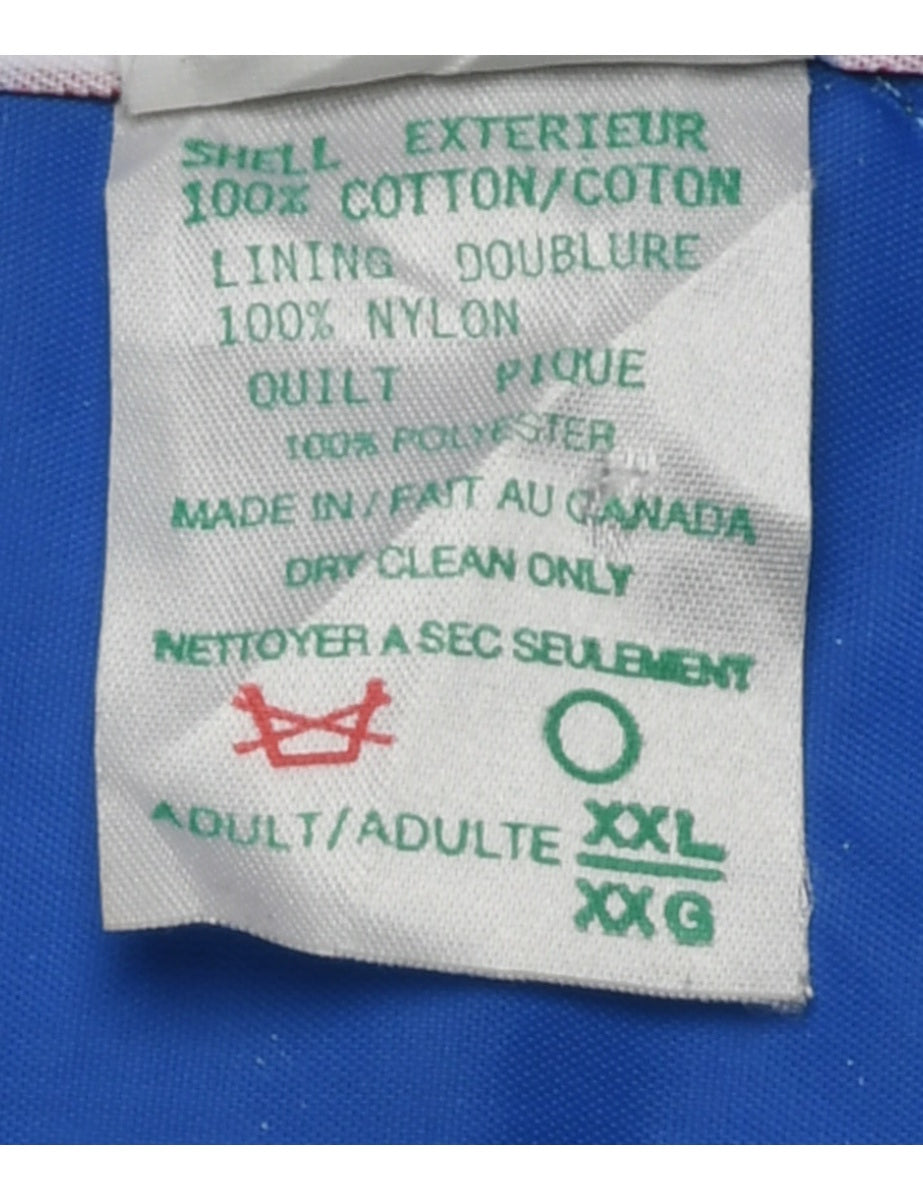 SHELL EXTERIEUR
100% COTTON/COTON
LINING DOUBLURE
100% NYLON
QUILT PIQUE
100% POLYESTER
MADE IN / FAIT AU CANADA
DRY CLEAN ONLY
NETTOYER A SEC SEULEMENT
ADULT/ADULTE XXL
XXG